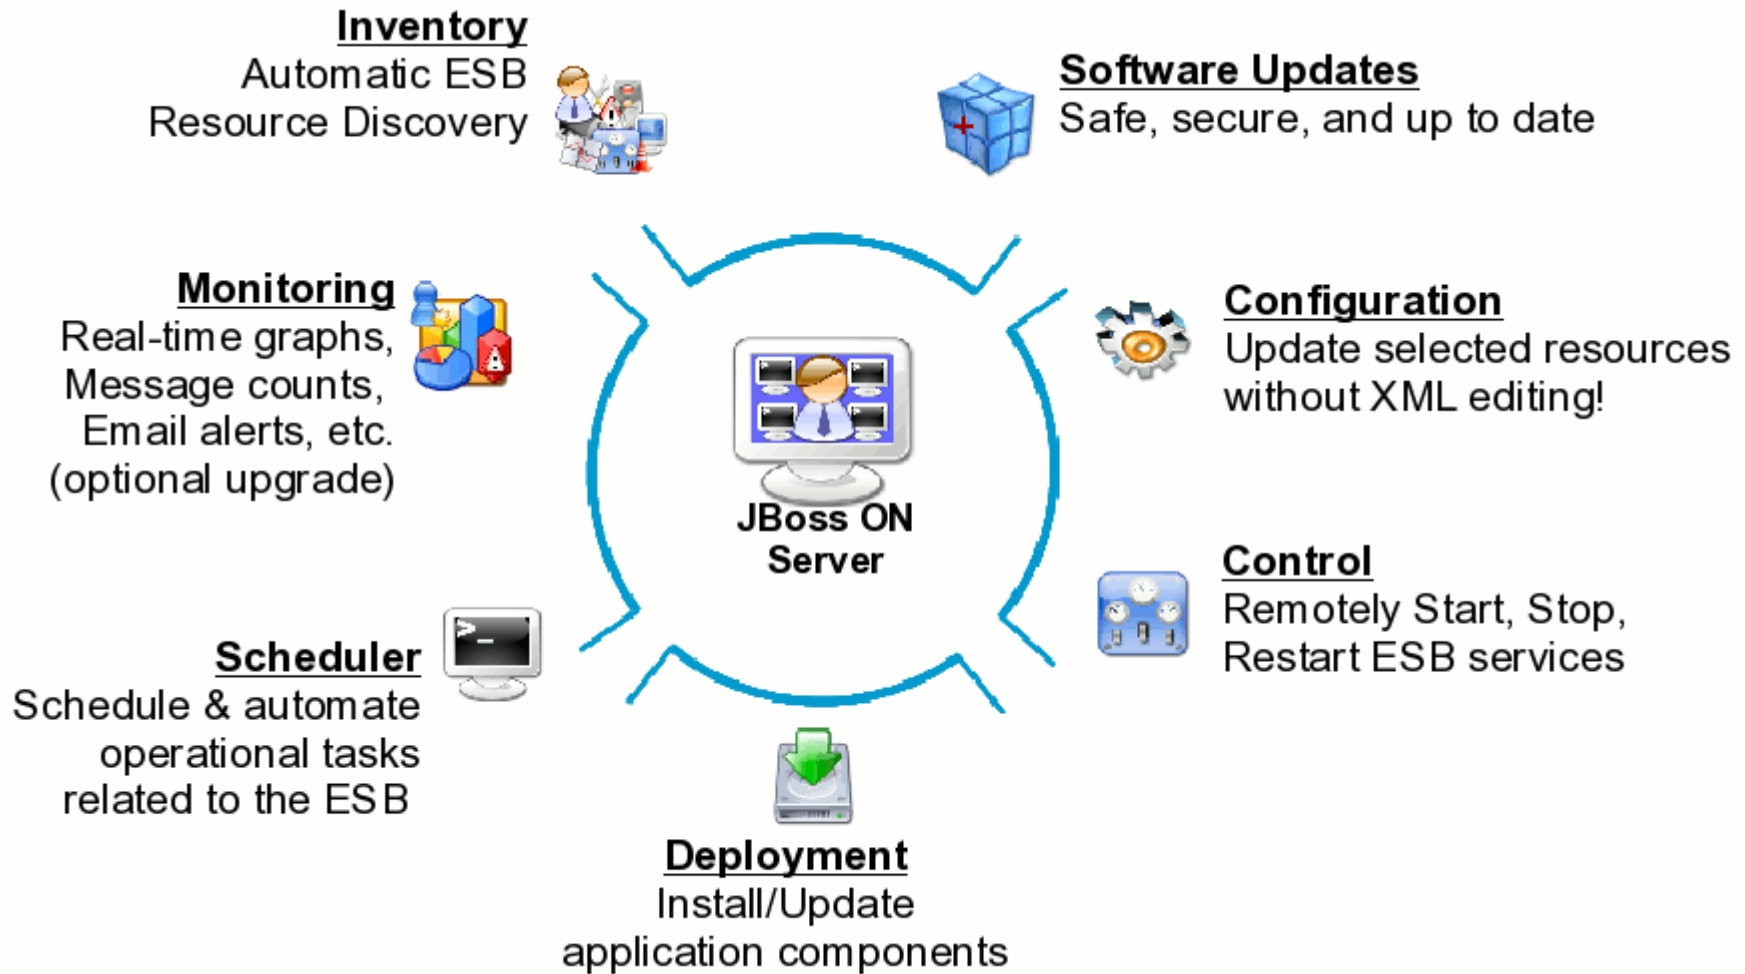 Inventory
Automatic ESB
Resource Discovery
Software Updates
Safe, secure, and up to date
Monitoring
Real-time graphs,
Message counts,
Email alerts, etc.
(optional upgrade)
Configuration
Update selected resources
without XML editing!
JBoss ON
Server
Control
Remotely Start, Stop,
Restart ESB services
>_
Scheduler
Schedule & automate
operational tasks
related to the ESB
Deployment
Install/Update
application components